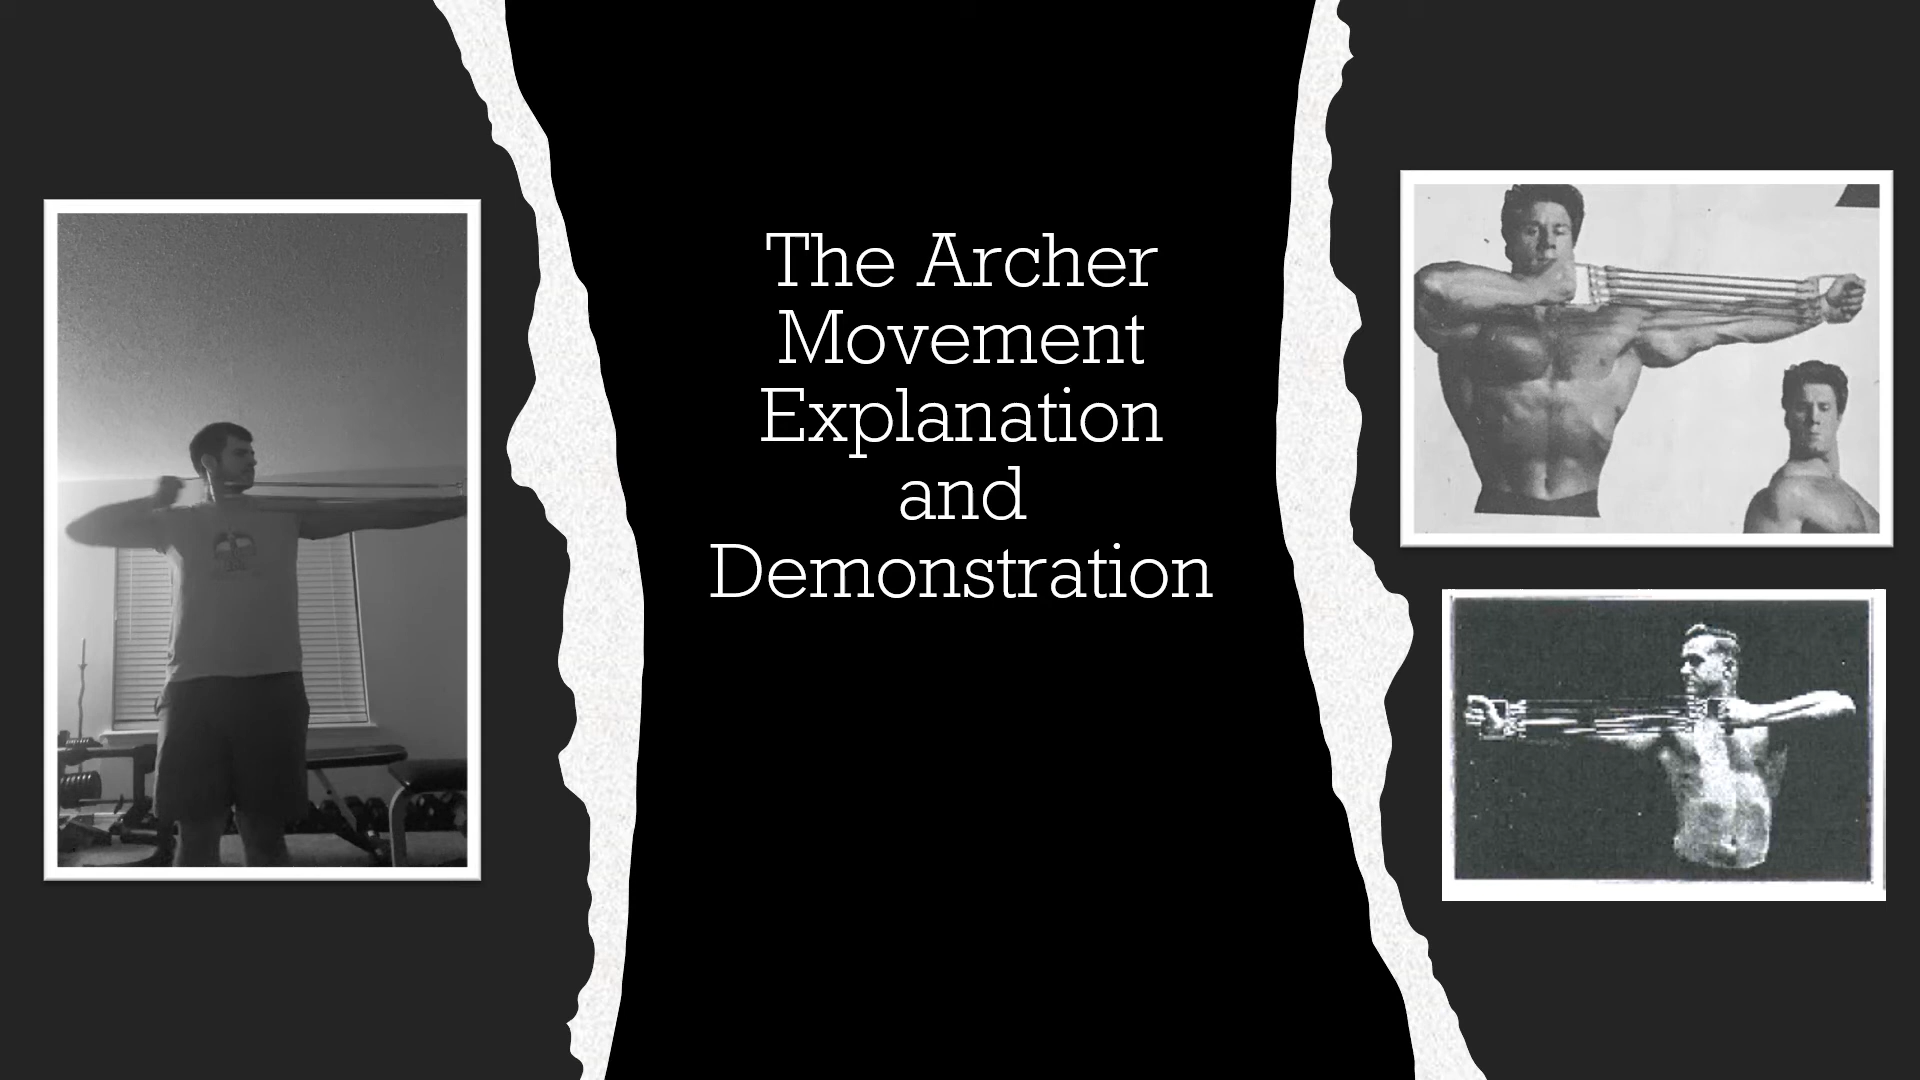 The Archer
Movement
Explanation
and
Demonstration